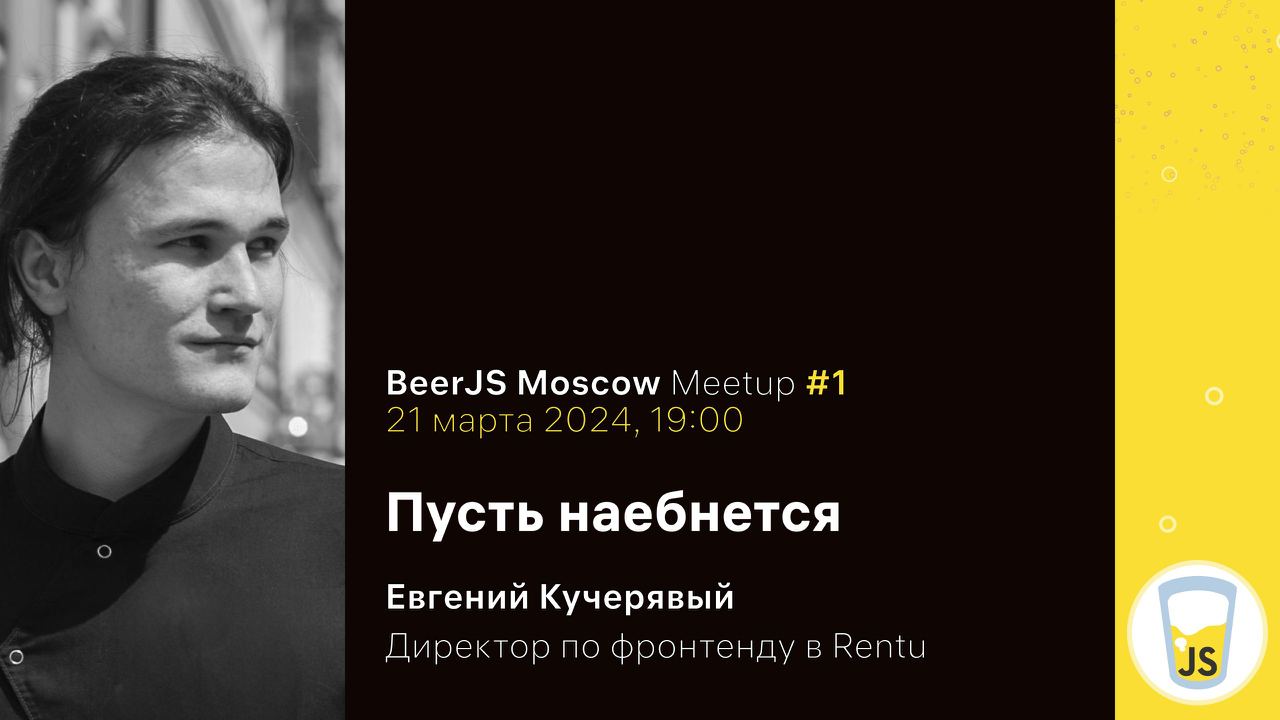 BeerJS Moscow Meetup #1
21 марта 2024, 19:00
Пусть наебнется
Евгений Кучерявый
Директор по фронтенду в Rentu
JS